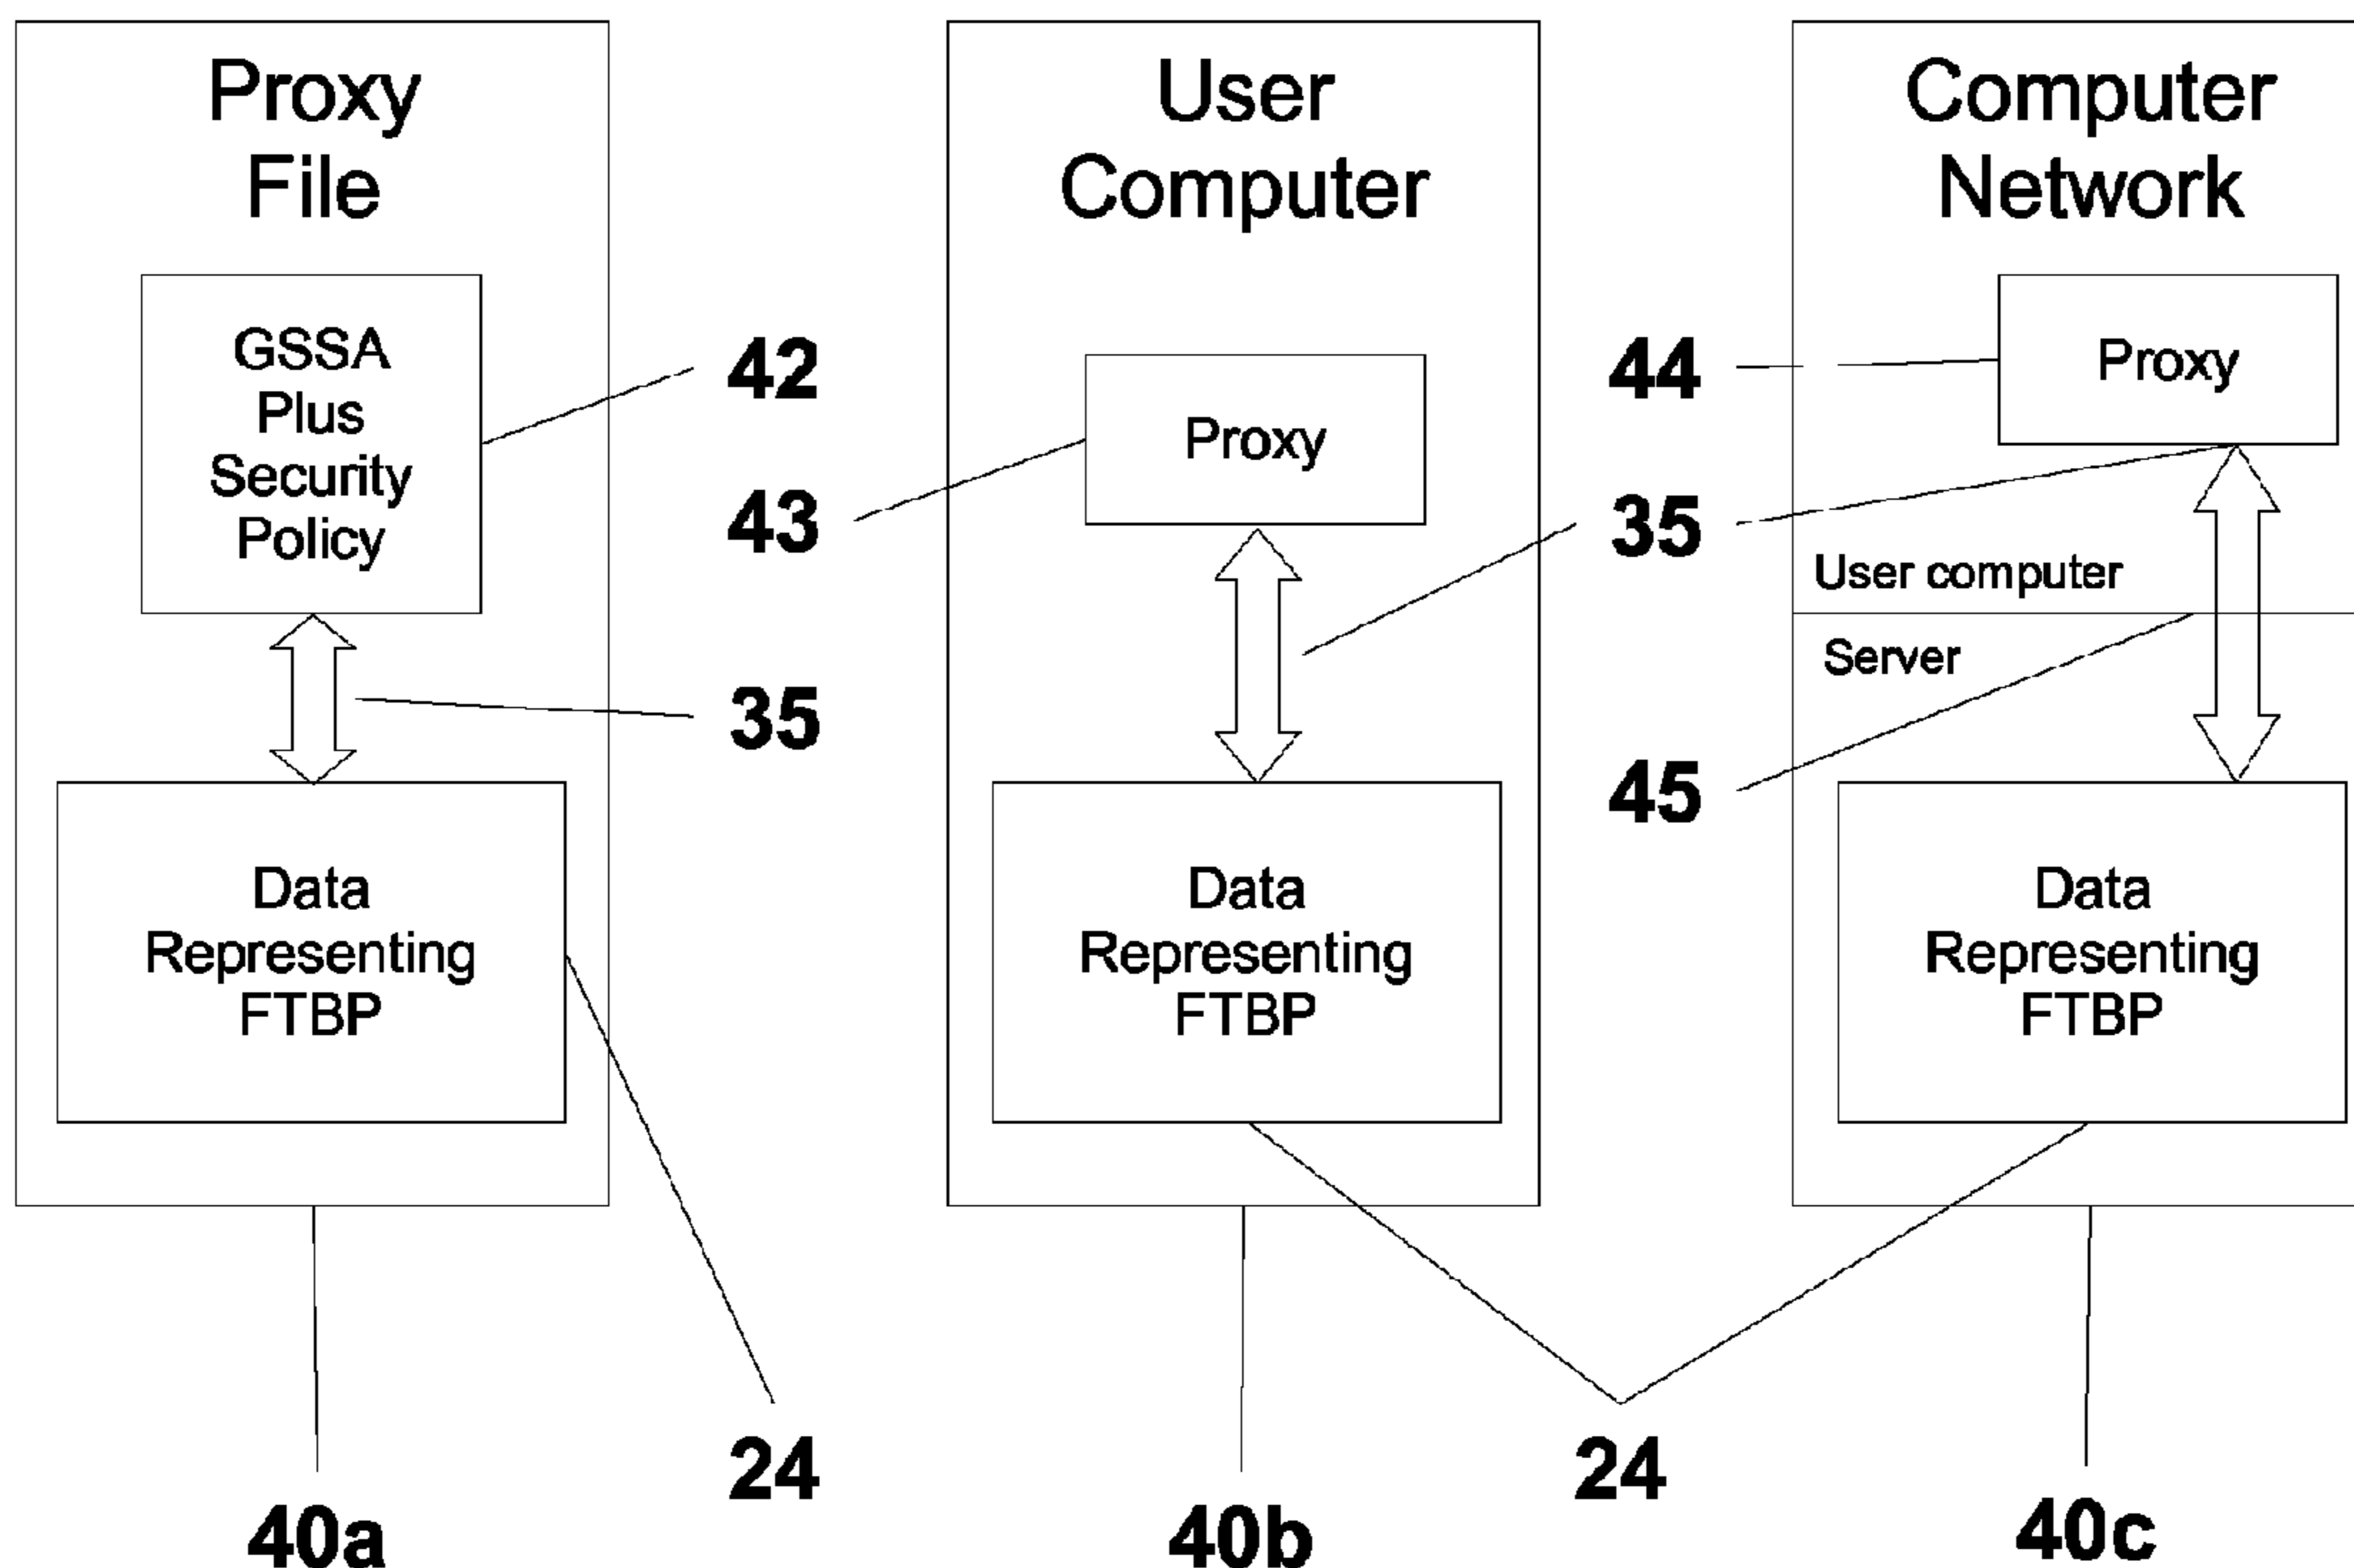 Proxy
File
GSSA
Plus
Security
Policy
Data
Representing
FTBP
42
43
35
24
40a
User
Computer
Proxy
Data
Representing
FTBP
40b
44
35
45
24
Computer
Network
Proxy
User computer
Server
Data
Representing
FTBP
40c